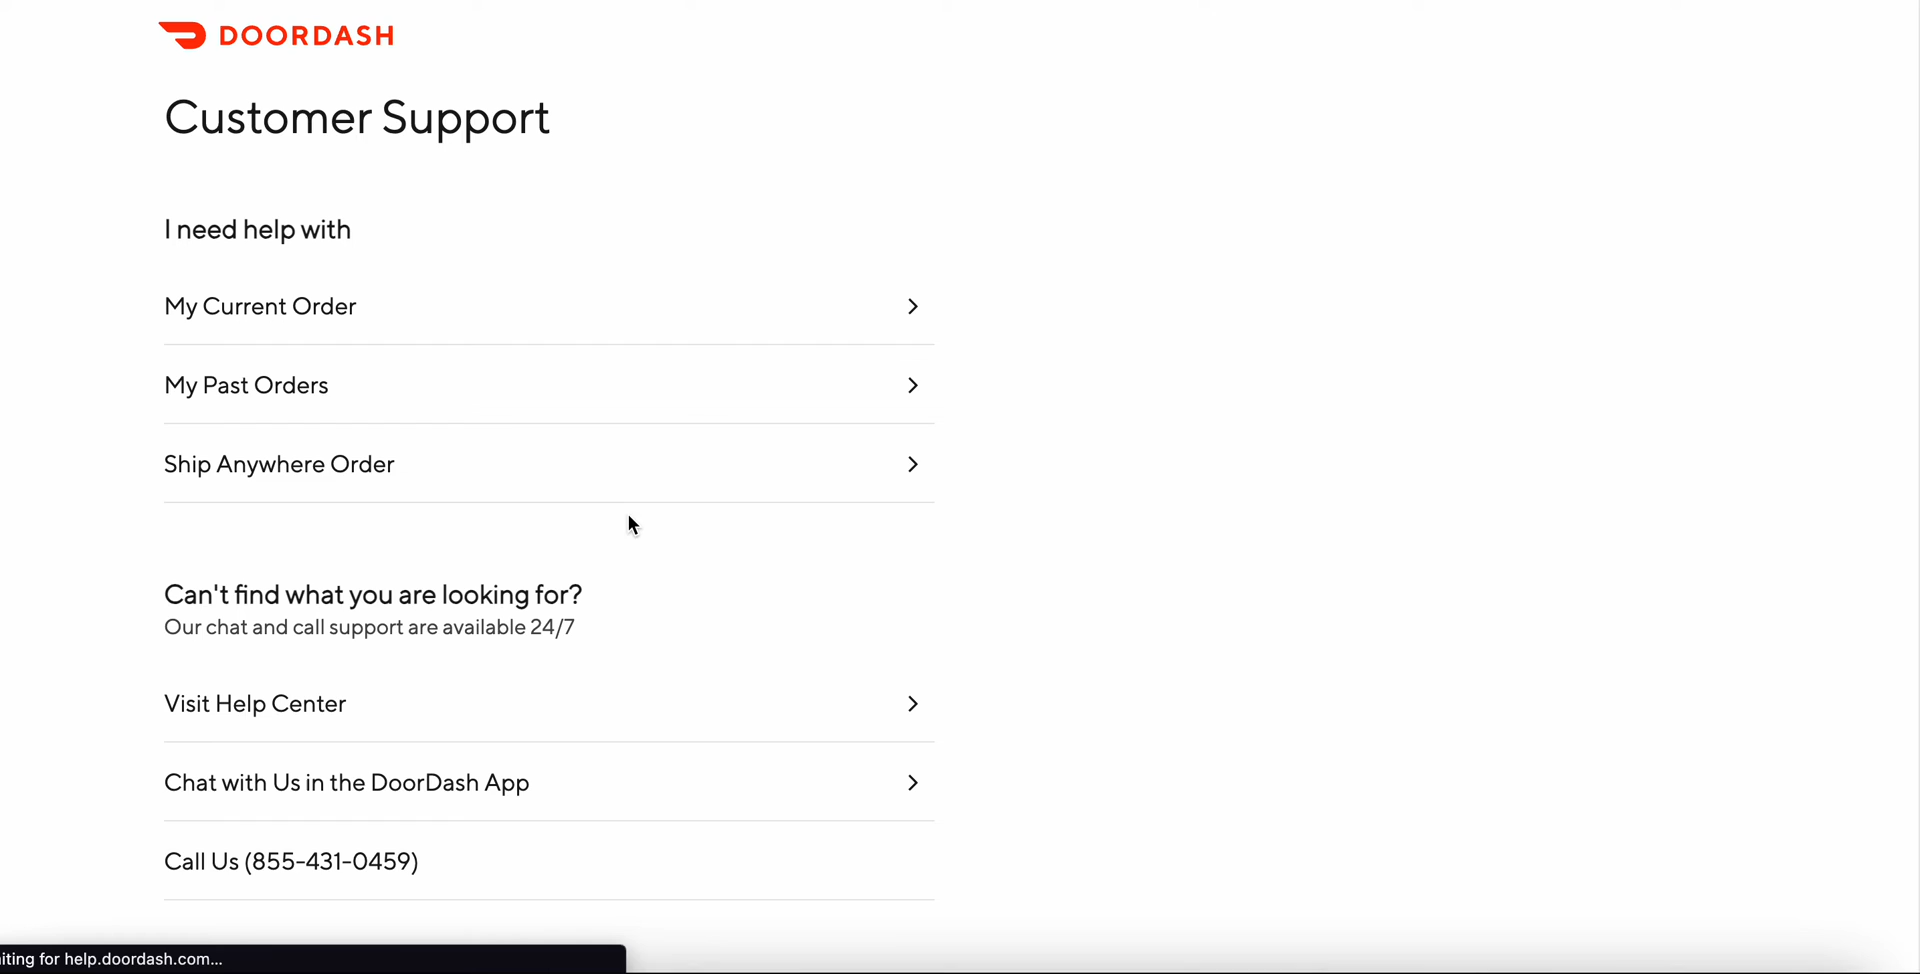 DOORDASH
Customer Support
I need help with
My Current Order
My Past Orders
Ship Anywhere Order
Can't find what you are looking for?
Our chat and call support are available 24/7
Visit Help Center
Chat with Us in the DoorDash App
Call Us (855-431-0459)
iting for help.doordash.com...